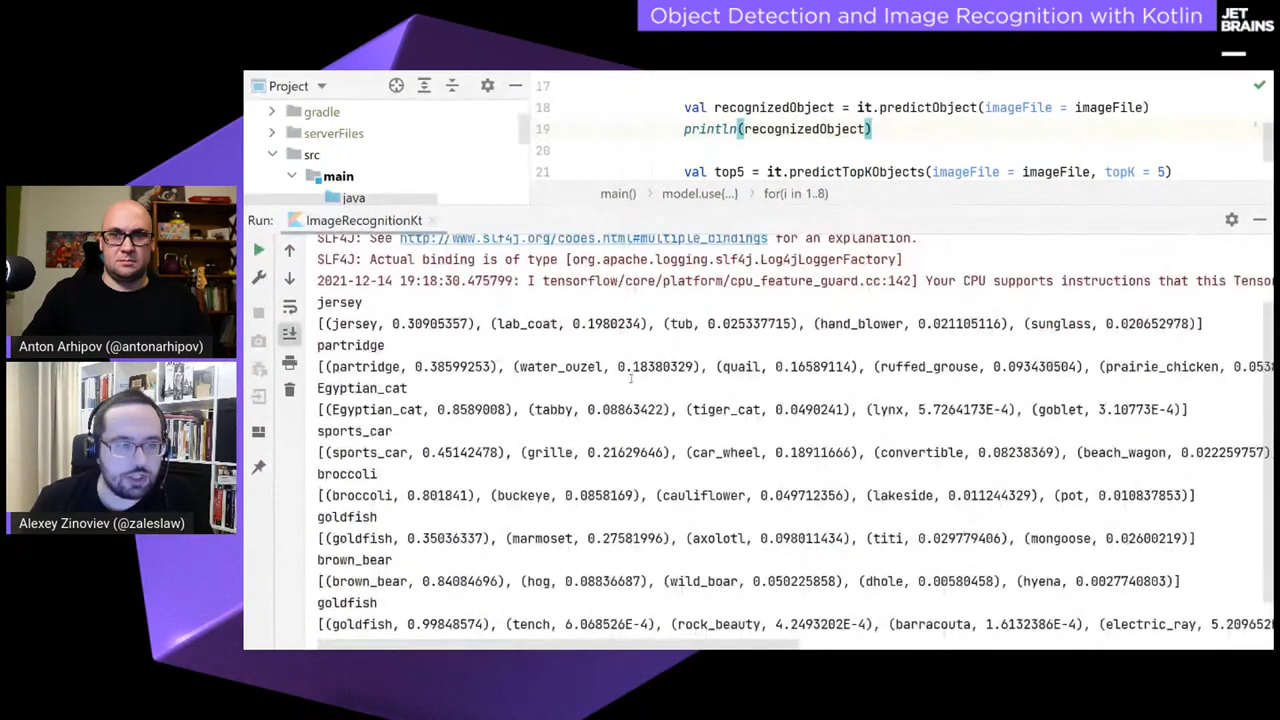 Object Detection and Image Recognition with Kotlin
JET
BRAINS
Project
gradle
serverFiles
src
main
java
17
18 val recognizedObject = it.predictObject(imageFile = imageFile)
19 println(recognizedObject)
20
21 val top5 = it.predictTopKObjects(imageFile = imageFile, topK = 5)
main() model.use{...} for(i in 1..8)
Run: ImageRecognitionKt
SLF4J: See http://www.slf4j.org/codes.html#multiple_bindings for an explanation.
SLF4J: Actual binding is of type [org.apache.logging.slf4j.Log4jLoggerFactory]
2021-12-14 19:18:30.475799: I tensorflow/core/platform/cpu_feature_guard.cc:142] Your CPU supports instructions that this Tensor
jersey
[(jersey, 0.30905357), (lab_coat, 0.1980234), (tub, 0.025337715), (hand_blower, 0.021105116), (sunglass, 0.020652978)]
partridge
[(partridge, 0.38599253), (water_ouzel, 0.18380329), (quail, 0.16589114), (ruffed_grouse, 0.093430504), (prairie_chicken, 0.053
Egyptian_cat
[(Egyptian_cat, 0.8589008), (tabby, 0.08863422), (tiger_cat, 0.0490241), (lynx, 5.7264173E-4), (goblet, 3.10773E-4)]
sports_car
[(sports_car, 0.45142478), (grille, 0.21629646), (car_wheel, 0.18911666), (convertible, 0.08238369), (beach_wagon, 0.022259757)
broccoli
[(broccoli, 0.801841), (buckeye, 0.0858169), (cauliflower, 0.049712356), (lakeside, 0.011244329), (pot, 0.010837853)]
goldfish
[(goldfish, 0.35036337), (marmoset, 0.27581996), (axolotl, 0.098011434), (titi, 0.029779406), (mongoose, 0.02600219)]
brown_bear
[(brown_bear, 0.84084696), (hog, 0.08836687), (wild_boar, 0.050225858), (dhole, 0.00580458), (hyena, 0.0027740803)]
goldfish
[(goldfish, 0.99848574), (tench, 6.068526E-4), (rock_beauty, 4.2493202E-4), (barracouta, 1.6132386E-4), (electric_ray, 5.209652
Anton Arhipov (@antonarhipov)
Alexey Zinoviev (@zaleslaw)